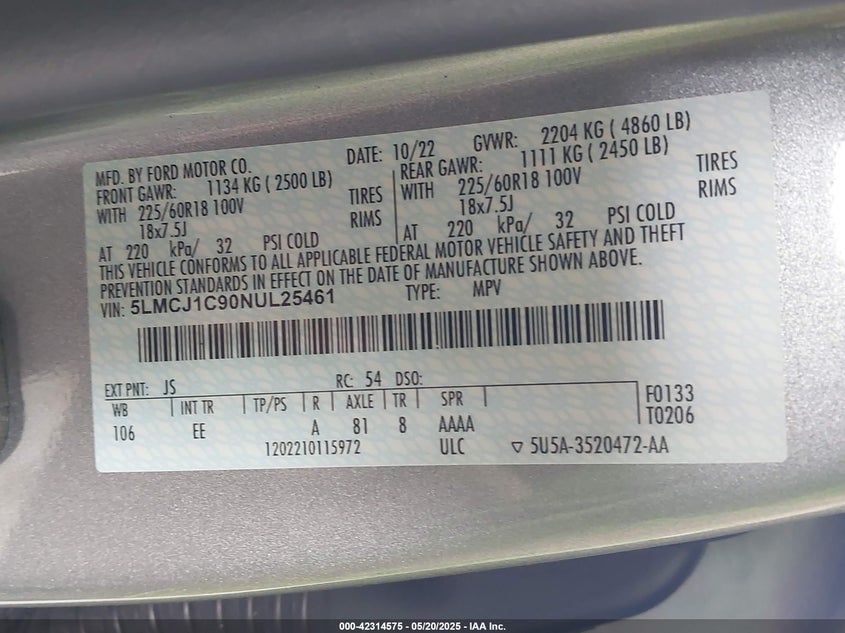 MFD. BY FORD MOTOR CO. DATE: 10/22 GVWR: 2204 KG ( 4860 LB)
FRONT GAWR: 1134 KG ( 2500 LB) REAR GAWR: 1111 KG ( 2450 LB)
WITH 225/60R18 100V TIRES WITH 225/60R18 100V TIRES
18x7.5J RIMS 18x7.5J RIMS
AT 220 kPa/ 32 PSI COLD AT 220 kPa/ 32 PSI COLD
THIS VEHICLE CONFORMS TO ALL APPLICABLE FEDERAL MOTOR VEHICLE SAFETY AND THEFT
PREVENTION STANDARDS IN EFFECT ON THE DATE OF MANUFACTURE SHOWN ABOVE.
VIN: 5LMCJ1C90NUL25461 TYPE: MPV
EXT PNT: JS RC: 54 DSO:
WB INT TR TP/PS R AXLE TR SPR F0133
106 EE A 81 8 AAAA T0206
1202210115972 ULC ▽ 5U5A-3520472-AA
000-42314575 - 05/20/2025 - IAA Inc.